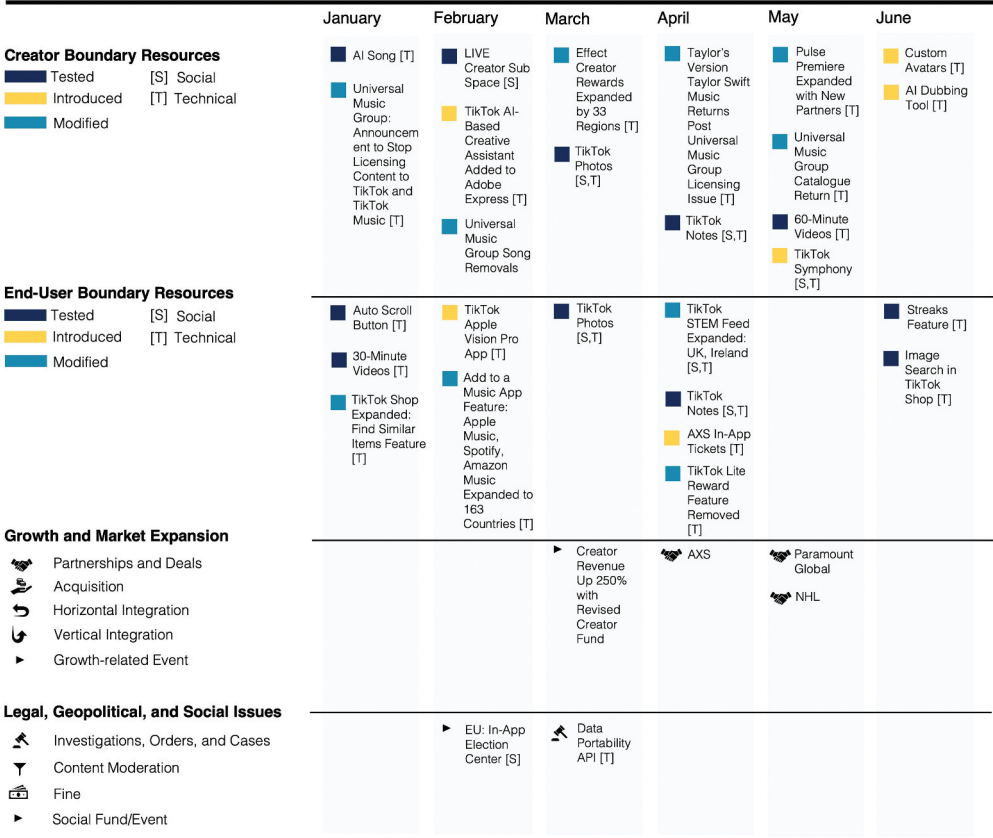 January
February
March
April
May
June
Creator Boundary Resources
Tested
[S] Social
Introduced
[T] Technical
Modified
AI Song [T]
Universal
Music
Group:
Announcem
ent to Stop
Licensing
Content to
TikTok and
TikTok
Music [T]
LIVE
Creator Sub
Space [S]
TikTok AI-
Based
Creative
Assistant
Added to
Adobe
Express [T]
Universal
Music
Group Song
Removals
Effect
Creator
Rewards
Expanded
by 33
Regions [T]
TikTok
Photos
[S,T]
Taylor's
Version
Taylor Swift
Music
Returns
Post
Universal
Music
Group
Licensing
Issue [T]
TikTok
Notes [S,T]
Pulse
Premiere
Expanded
with New
Partners [T]
Universal
Music
Group
Catalogue
Return [T]
60-Minute
Videos [T]
TikTok
Symphony
[S,T]
Custom
Avatars [T]
AI Dubbing
Tool [T]
End-User Boundary Resources
Tested
[S] Social
Introduced
[T] Technical
Modified
Auto Scroll
Button [T]
30-Minute
Videos [T]
TikTok Shop
Expanded:
Find Similar
Items Feature
[T]
TikTok
Apple
Vision Pro
App [T]
Add to a
Music App
Feature:
Apple
Music,
Spotify,
Amazon
Music
Expanded to
163
Countries [T]
TikTok
Photos
[S,T]
TikTok
STEM Feed
Expanded:
UK, Ireland
[S,T]
TikTok
Notes [S,T]
AXS In-App
Tickets [T]
TikTok Lite
Reward
Feature
Removed
[T]
Streaks
Feature [T]
Image
Search in
TikTok
Shop [T]
Growth and Market Expansion
Partnerships and Deals
Acquisition
Horizontal Integration
Vertical Integration
Growth-related Event
Creator
Revenue
Up 250%
with
Revised
Creator
Fund
AXS
Paramount
Global
NHL
Legal, Geopolitical, and Social Issues
Investigations, Orders, and Cases
Content Moderation
Fine
Social Fund/Event
EU: In-App
Election
Center [S]
Data
Portability
API [T]